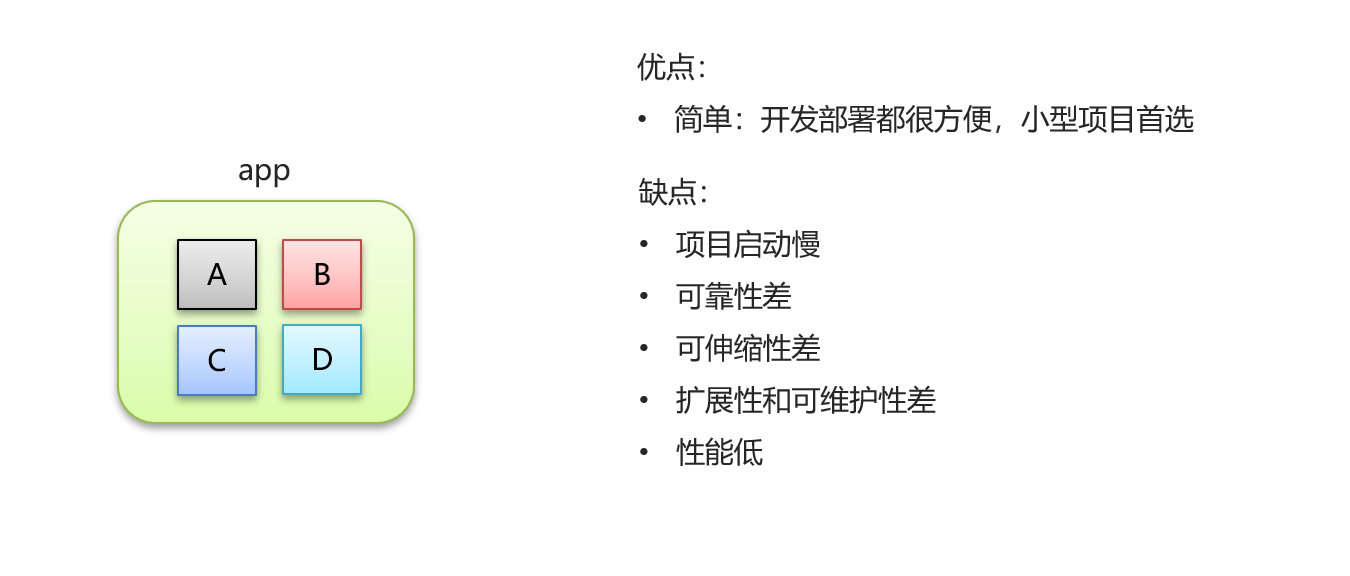 app
A
B
C
D
优点：
• 简单：开发部署都很方便，小型项目首选
缺点：
• 项目启动慢
• 可靠性差
• 可伸缩性差
• 扩展性和可维护性差
• 性能低